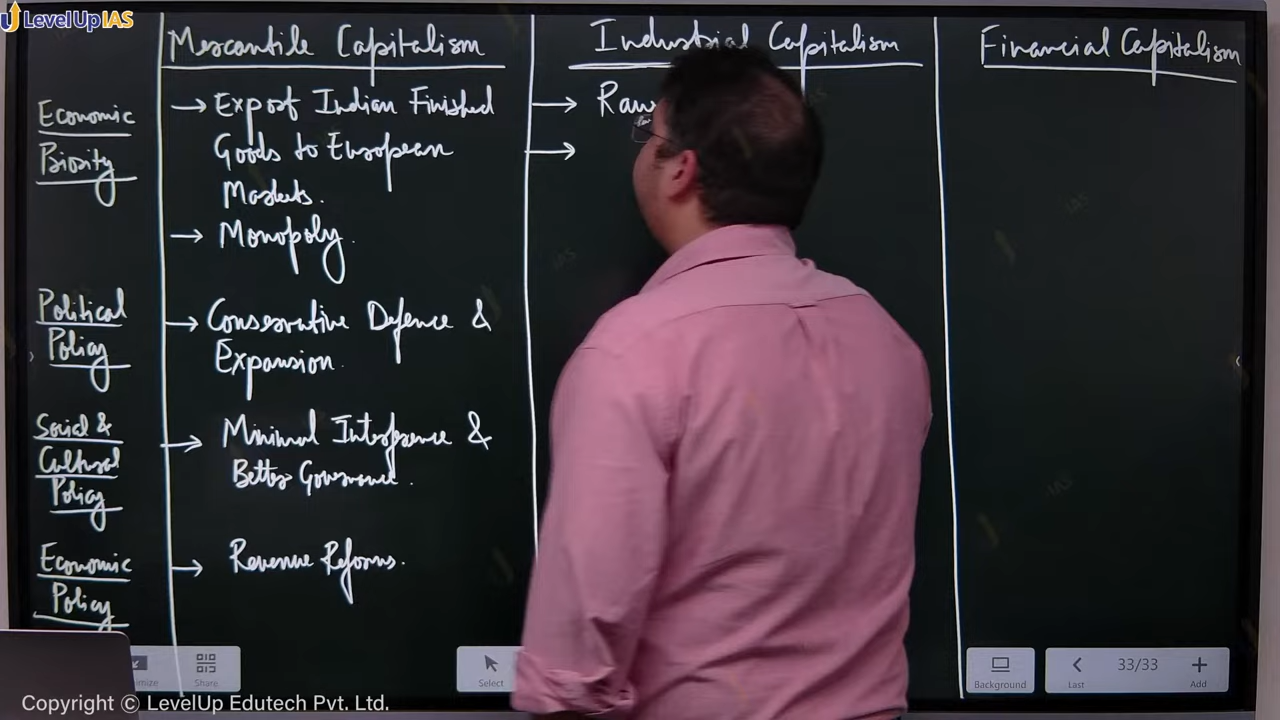 LevelUp IAS
Mercantile Capitalism
Industrial Capitalism
Financial Capitalism
Economic
Priority
→ Export Indian Finished
Goods to European
Markets.
→ Monopoly.
→ Raw
→
Political
Policy
→ Conservative Defence &
Expansion.
Social &
Cultural
Policy
→ Minimal Interference &
Better Governance.
Economic
Policy
→ Revenue Reforms.
Share
Select
Background
Last
33/33
Add
Copyright © LevelUp Edutech Pvt. Ltd.